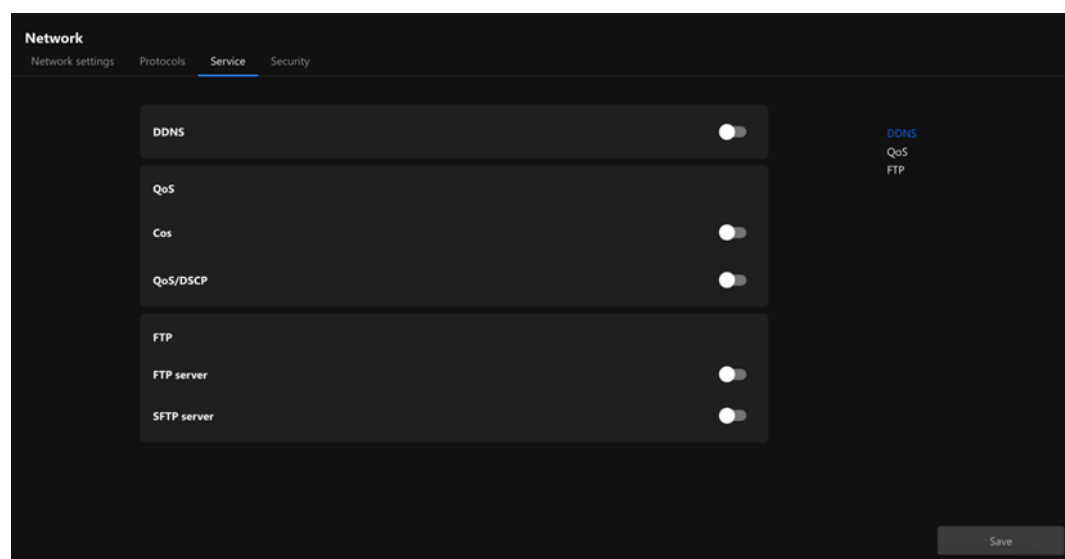 Network
Network settings Protocols Service Security
DDNS
QoS
Cos
QoS/DSCP
FTP
FTP server
SFTP server
DDNS
QoS
FTP
Save